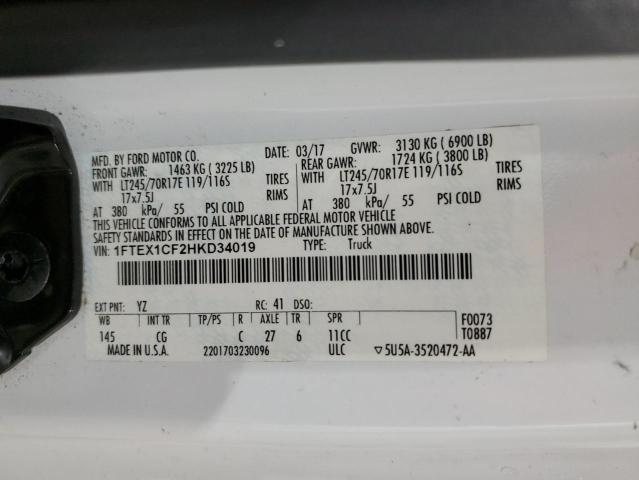 MFD. BY FORD MOTOR CO. DATE: 03/17 GVWR: 3130 KG ( 6900 LB)
FRONT GAWR: 1463 KG ( 3225 LB) REAR GAWR: 1724 KG ( 3800 LB)
WITH LT245/70R17E 119/116S TIRES WITH LT245/70R17E 119/116S TIRES
17x7.5J RIMS 17x7.5J RIMS
AT 380 kPa/ 55 PSI COLD AT 380 kPa/ 55 PSI COLD
THIS VEHICLE CONFORMS TO ALL APPLICABLE FEDERAL MOTOR VEHICLE
SAFETY STANDARDS IN EFFECT ON THE DATE OF MANUFACTURE SHOWN ABOVE.
VIN: 1FTEX1CF2HKD34019 TYPE: Truck
EXT PNT: YZ RC: 41 DSO:
WB INT TR TP/PS R AXLE TR SPR F0073
145 CG C 27 6 11CC T0887
MADE IN U.S.A. 2201703230096 ULC ▽5U5A-3520472-AA